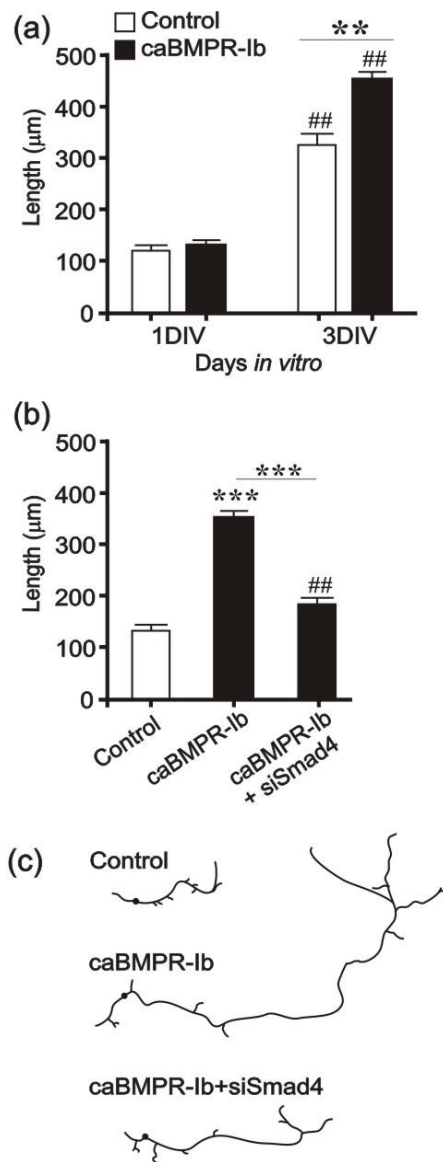 (a)
Control
caBMPR-Ib
**
##
##
Length (μm)
500
400
300
200
100
0
1DIV
3DIV
Days in vitro
(b)
Length (μm)
500
400
300
200
100
0
***
***
##
Control
caBMPR-Ib
caBMPR-Ib
+ siSmad4
(c)
Control
caBMPR-Ib
caBMPR-Ib+siSmad4